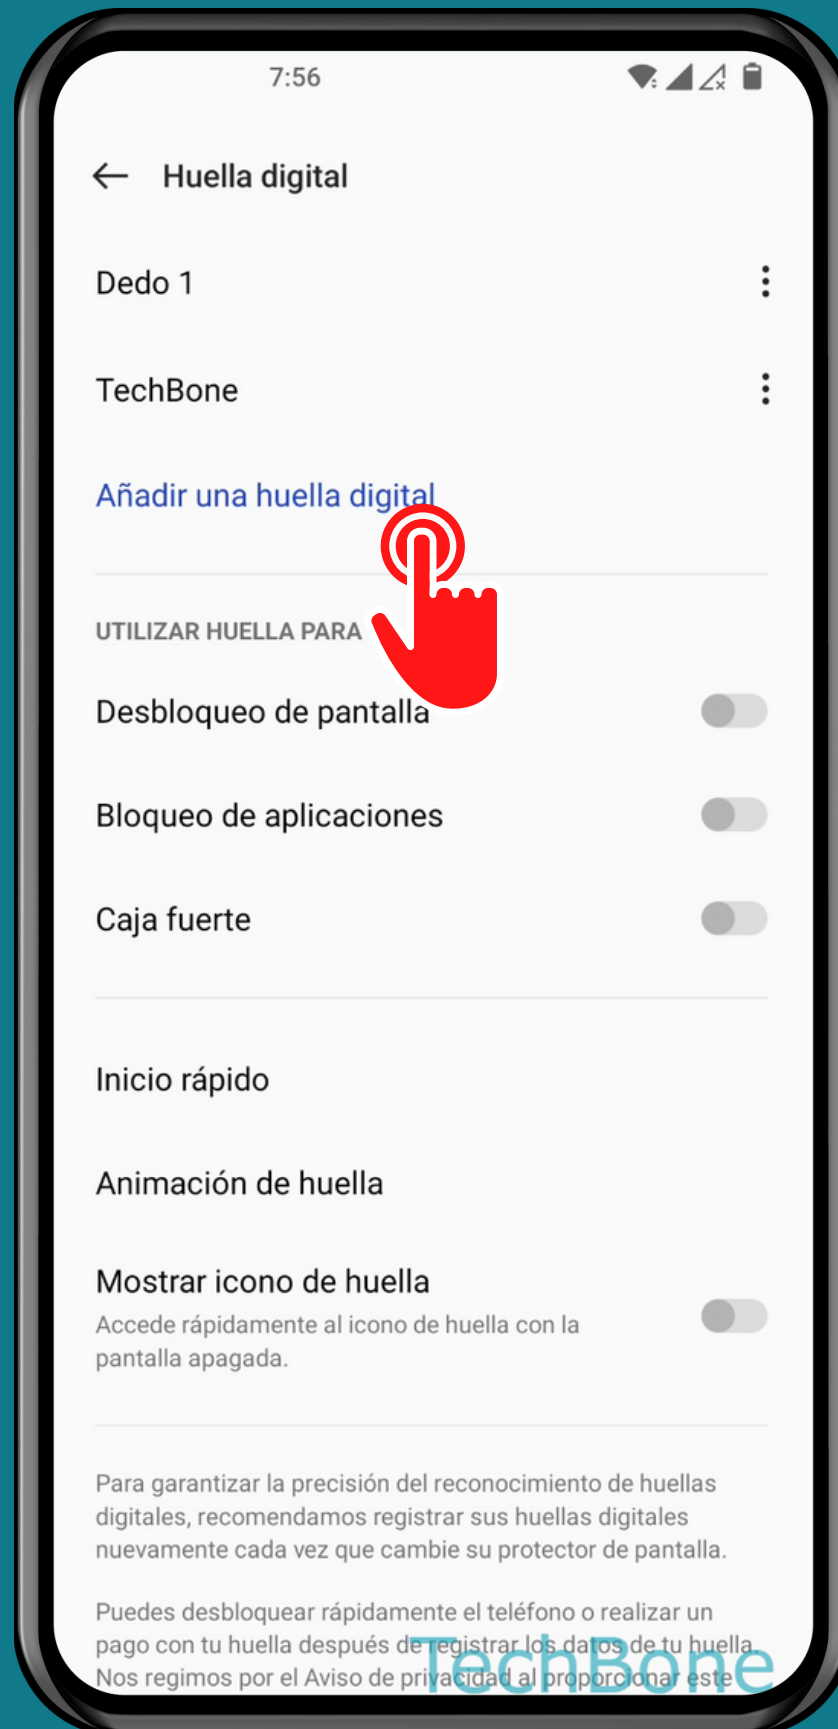 7:56
Huella digital
Dedo 1
TechBone
Añadir una huella digital
UTILIZAR HUELLA PARA
Desbloqueo de pantalla
Bloqueo de aplicaciones
Caja fuerte
Inicio rápido
Animación de huella
Mostrar icono de huella
Accede rápidamente al icono de huella con la
pantalla apagada.
Para garantizar la precisión del reconocimiento de huellas
digitales, recomendamos registrar sus huellas digitales
nuevamente cada vez que cambie su protector de pantalla.
Puedes desbloquear rápidamente el teléfono o realizar un
pago con tu huella después de registrar los datos de tu huella.
Nos regimos por el Aviso de privacidad al proporcionar este
TechBone